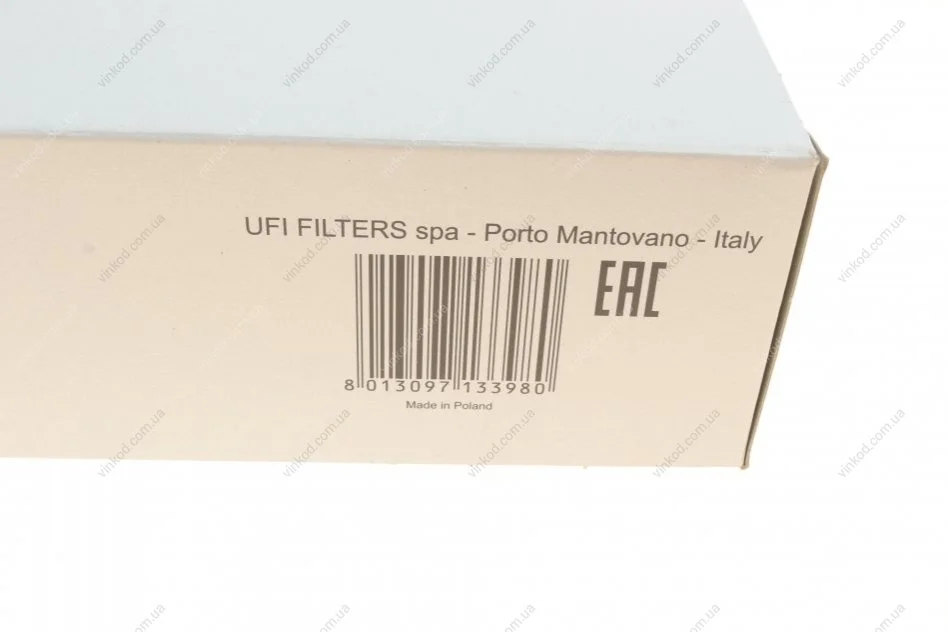 UFI FILTERS spa - Porto Mantovano - Italy
EAC
8 013097 133980
Made in Poland
vinkod.com.ua